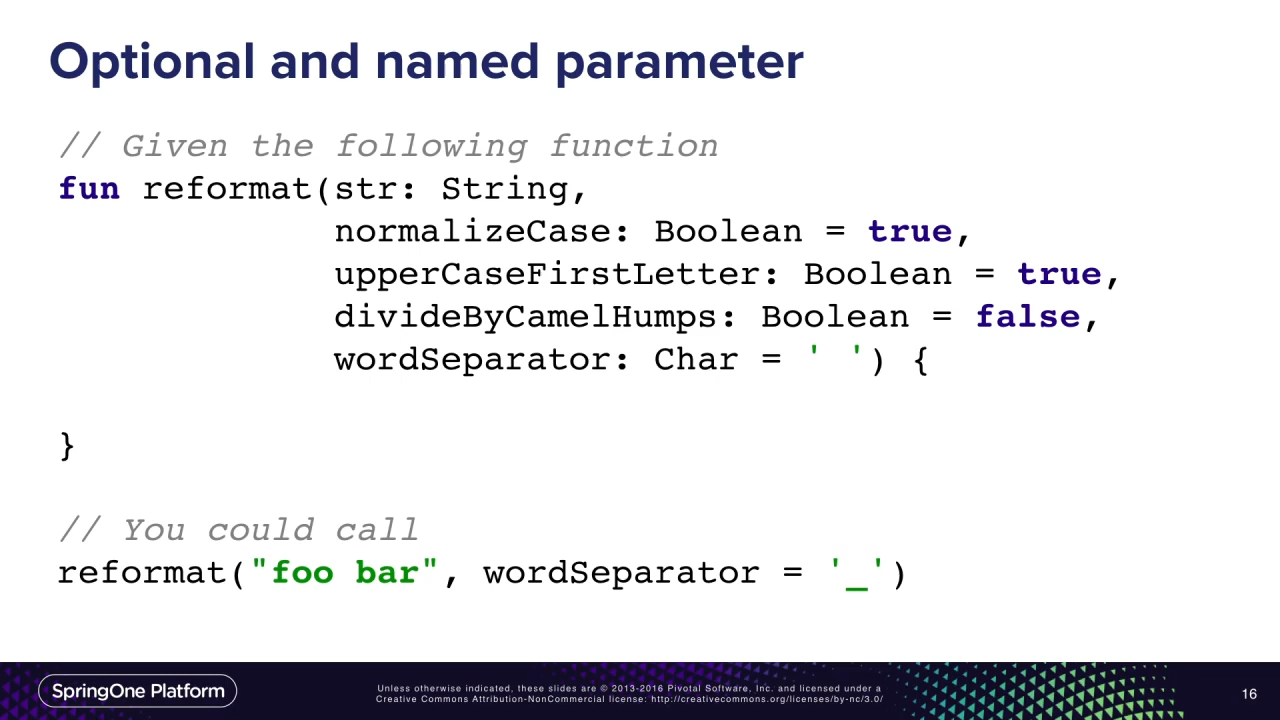 Optional and named parameter
// Given the following function
fun reformat(str: String,
             normalizeCase: Boolean = true,
             upperCaseFirstLetter: Boolean = true,
             divideByCamelHumps: Boolean = false,
             wordSeparator: Char = ' ') {
}
// You could call
reformat("foo bar", wordSeparator = '_')
SpringOne Platform
Unless otherwise indicated, these slides are © 2013-2016 Pivotal Software, Inc. and licensed under a
Creative Commons Attribution-NonCommercial license: http://creativecommons.org/licenses/by-nc/3.0/
16